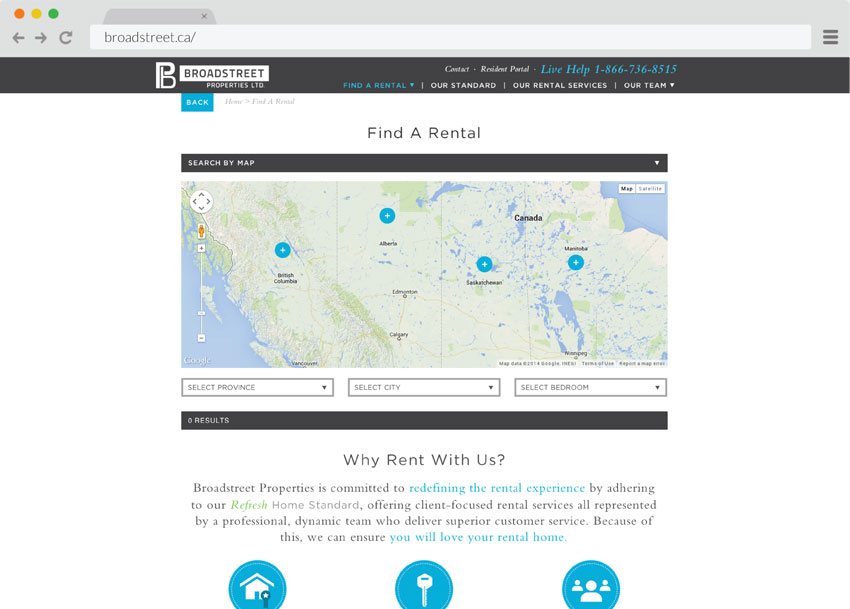 broadstreet.ca/
BROADSTREET
PROPERTIES LTD.
Contact · Resident Portal · Live Help 1-866-736-8515
FIND A RENTAL ▼ | OUR STANDARD | OUR RENTAL SERVICES | OUR TEAM ▼
BACK
Home > Find A Rental
Find A Rental
SEARCH BY MAP
Map Satellite
Canada
Alberta
Manitoba
British
Columbia
Saskatchewan
Edmonton
Calgary
Winnipeg
Vancouver
Google
Map data ©2014 Google, INEGI Terms of Use Report a map error
SELECT PROVINCE
SELECT CITY
SELECT BEDROOM
0 RESULTS
Why Rent With Us?
Broadstreet Properties is committed to redefining the rental experience by adhering
to our Refresh Home Standard, offering client-focused rental services all represented
by a professional, dynamic team who deliver superior customer service. Because of
this, we can ensure you will love your rental home.